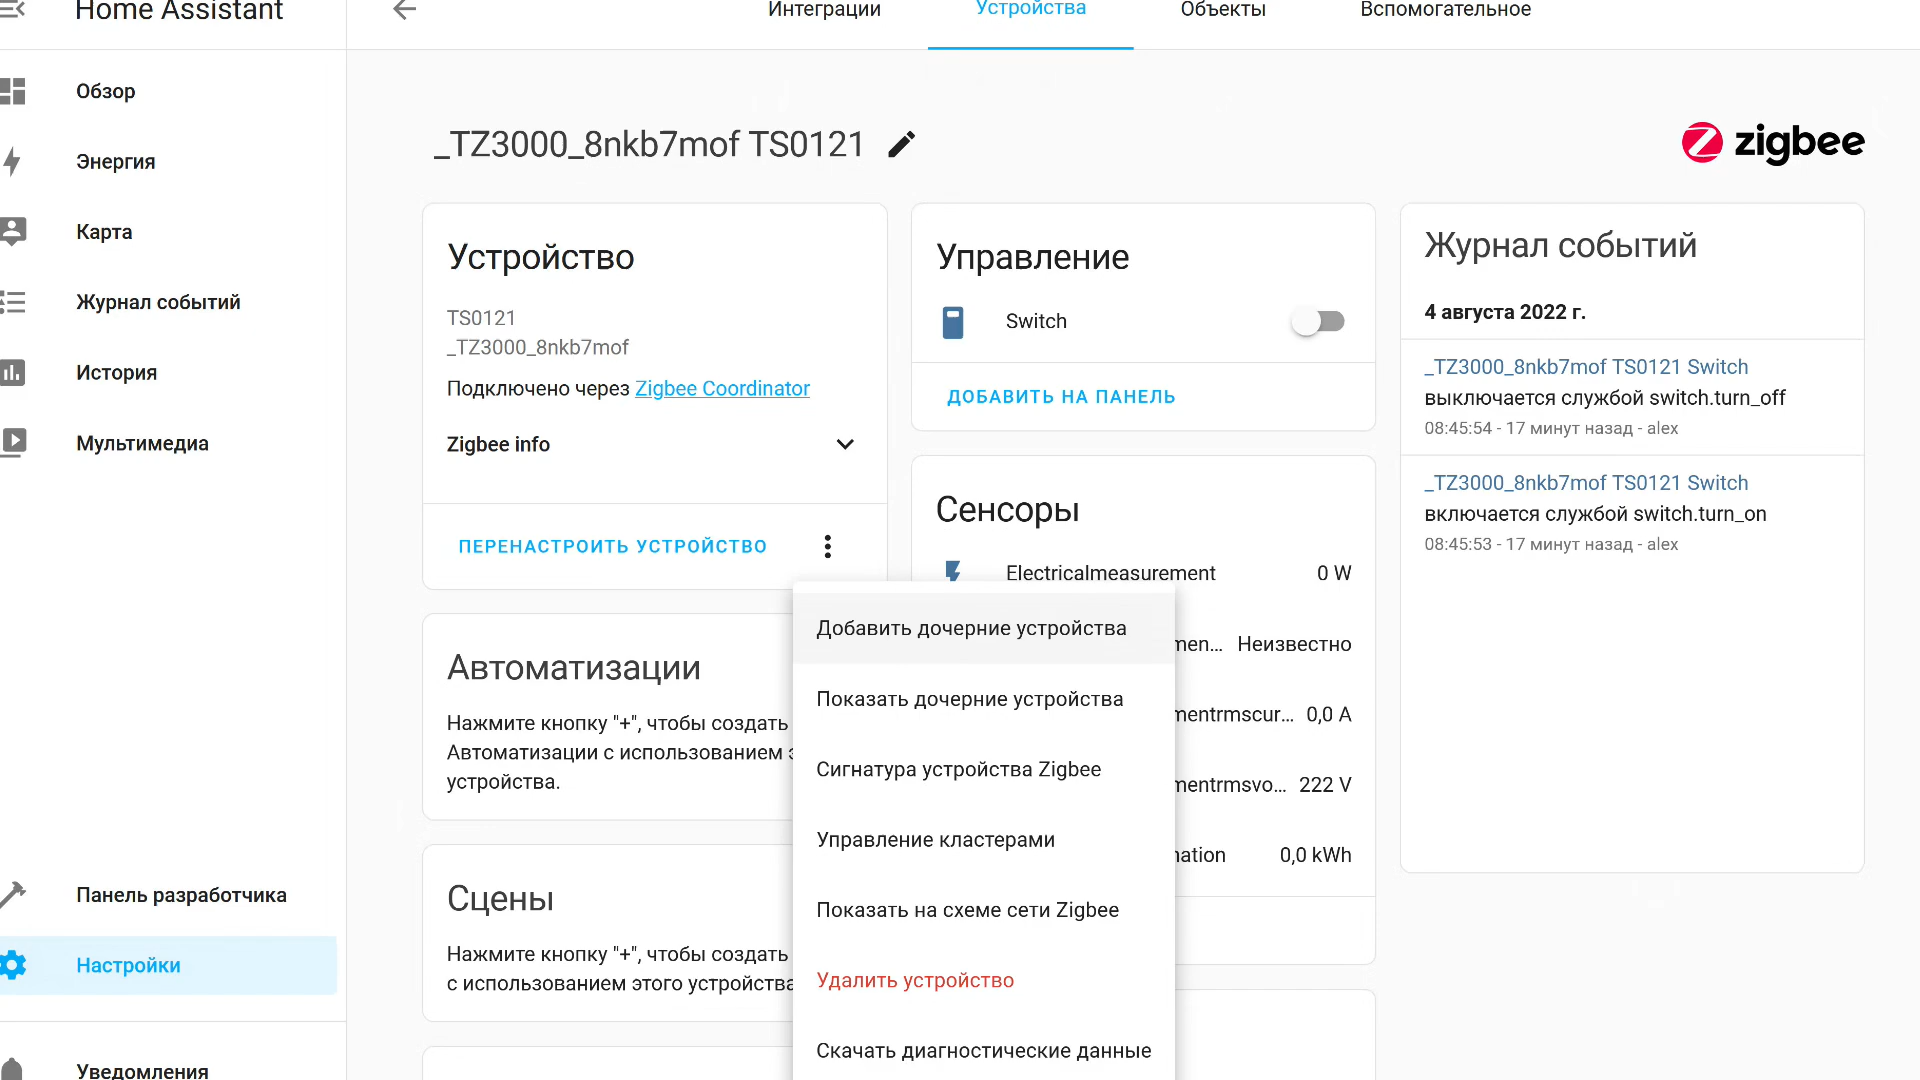 Home Assistant
Интеграции
Устройства
Объекты
Вспомогательное
Обзор
Энергия
Карта
Журнал событий
История
Мультимедиа
Панель разработчика
Настройки
Уведомления
_TZ3000_8nkb7mof TS0121
zigbee
Устройство
TS0121
_TZ3000_8nkb7mof
Подключено через Zigbee Coordinator
Zigbee info
ПЕРЕНАСТРОИТЬ УСТРОЙСТВО
Автоматизации
Нажмите кнопку "+", чтобы создать
Автоматизации с использованием э
устройства.
Сцены
Нажмите кнопку "+", чтобы создать
с использованием этого устройства
Добавить дочерние устройства
Показать дочерние устройства
Сигнатура устройства Zigbee
Управление кластерами
Показать на схеме сети Zigbee
Удалить устройство
Скачать диагностические данные
Управление
Switch
ДОБАВИТЬ НА ПАНЕЛЬ
Сенсоры
Electricalmeasurement 0 W
men... Неизвестно
mentrmscur... 0,0 A
mentrmsvo... 222 V
nation 0,0 kWh
Журнал событий
4 августа 2022 г.
_TZ3000_8nkb7mof TS0121 Switch
выключается службой switch.turn_off
08:45:54 - 17 минут назад - alex
_TZ3000_8nkb7mof TS0121 Switch
включается службой switch.turn_on
08:45:53 - 17 минут назад - alex